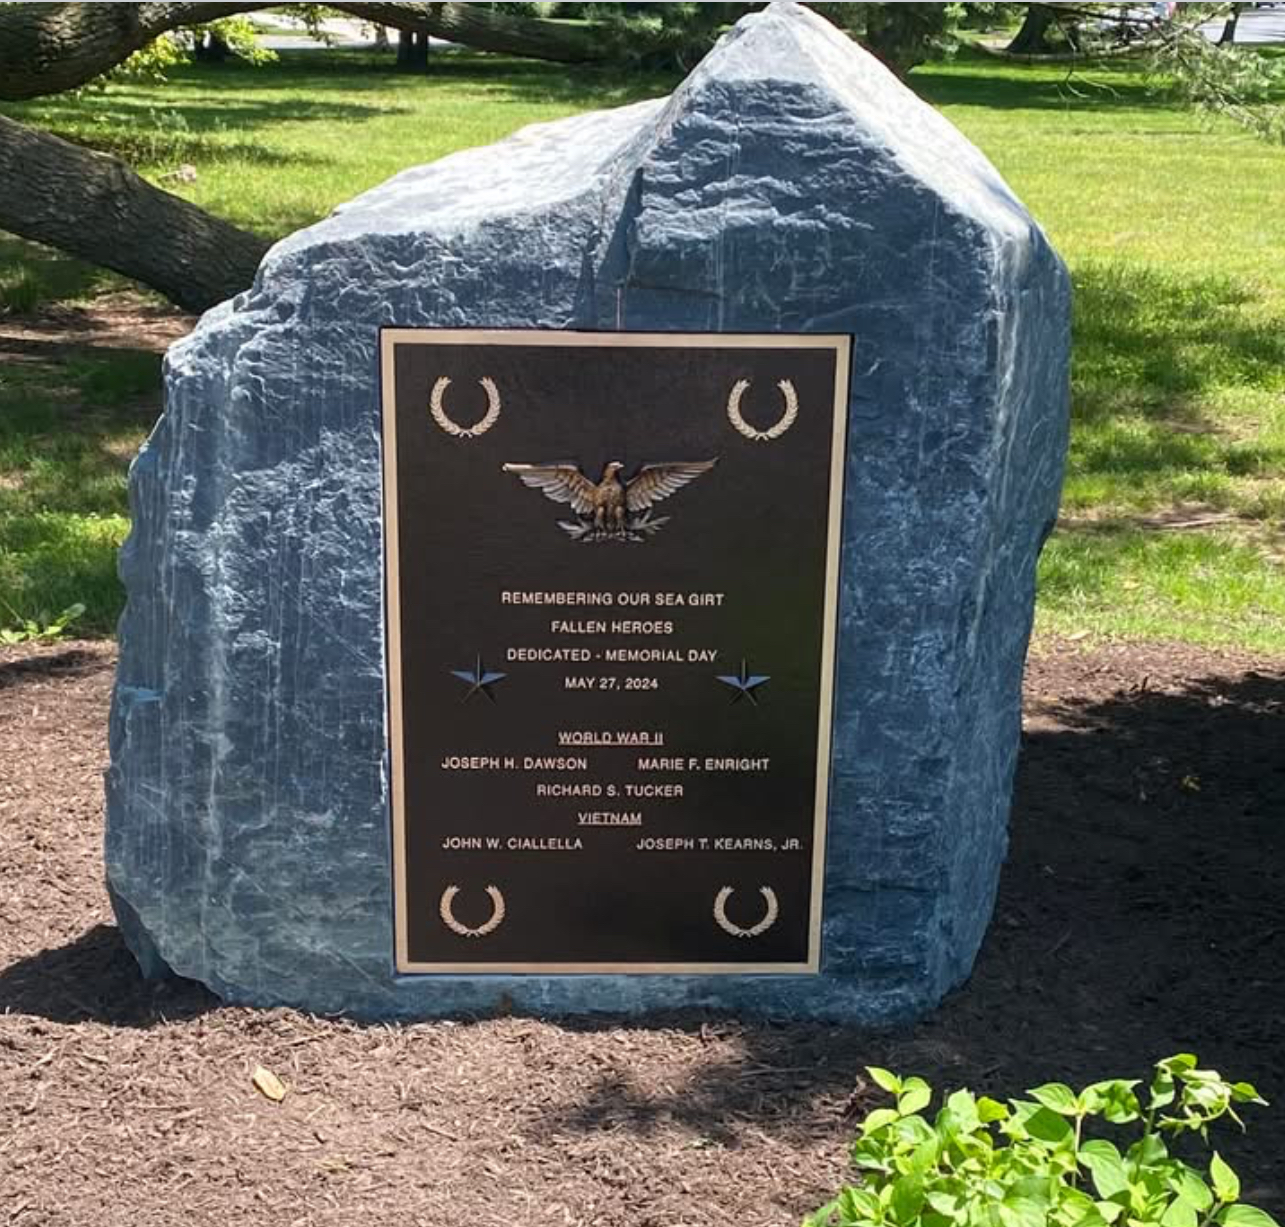 REMEMBERING OUR SEA GIRT
FALLEN HEROES
DEDICATED - MEMORIAL DAY
MAY 27, 2024
WORLD WAR II
JOSEPH H. DAWSON MARIE F. ENRIGHT
RICHARD S. TUCKER
VIETNAM
JOHN W. CIALLELLA JOSEPH T. KEARNS, JR.